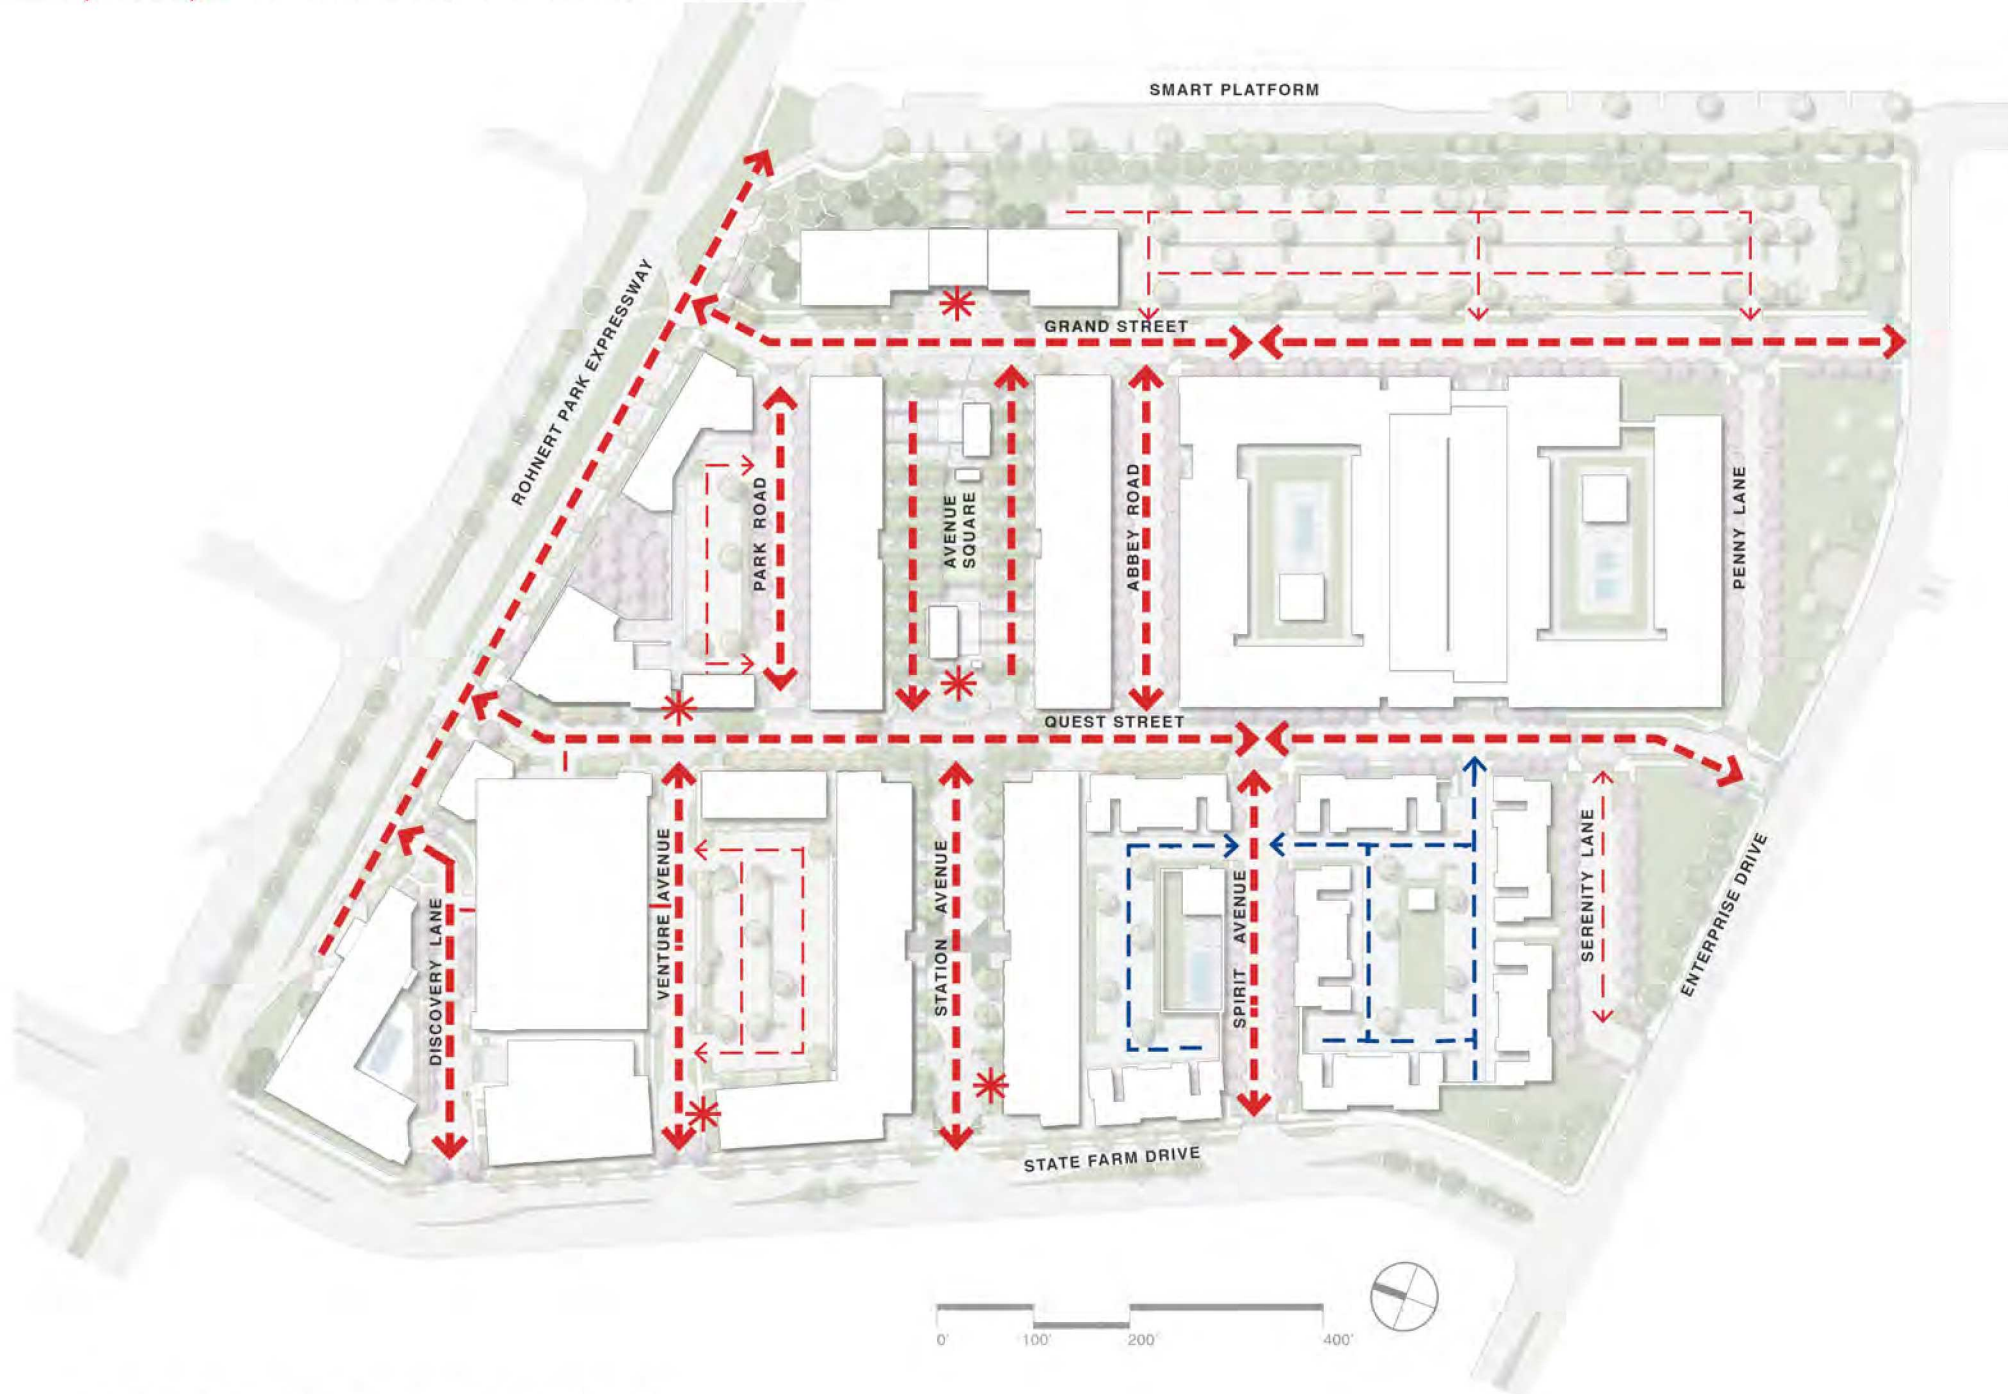 SMART PLATFORM
ROHNERT PARK EXPRESSWAY
GRAND STREET
PARK ROAD
AVENUE
SQUARE
ABBEY ROAD
PENNY LANE
QUEST STREET
DISCOVERY LANE
VENTURE AVENUE
STATION AVENUE
SPIRIT AVENUE
SERENITY LANE
ENTERPRISE DRIVE
STATE FARM DRIVE
0'
100'
200'
400'